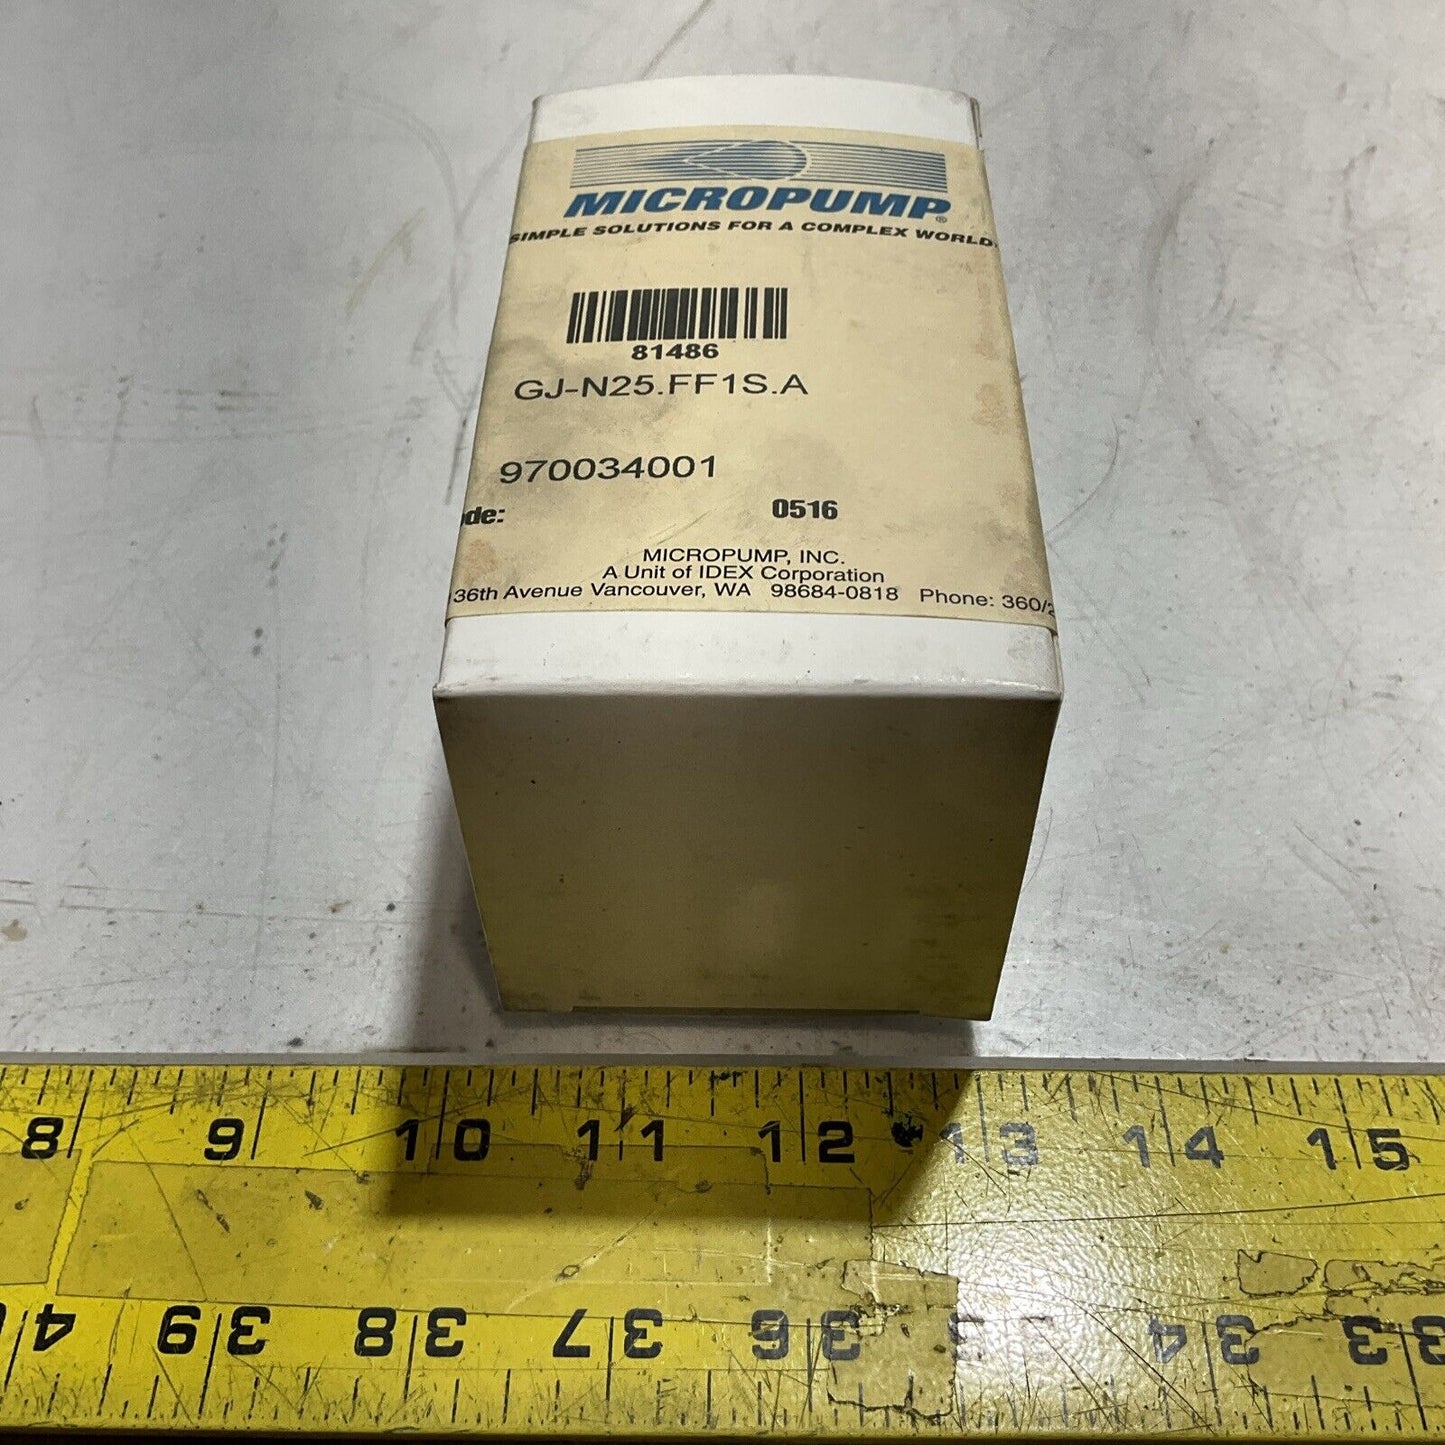 MICROPUMP®
SIMPLE SOLUTIONS FOR A COMPLEX WORLD
81486
GJ-N25.FF1S.A
970034001
ode: 0516
MICROPUMP, INC.
A Unit of IDEX Corporation
36th Avenue Vancouver, WA 98684-0818 Phone: 360/2
8 9 10 11 12 13 14 15
40 39 38 37 36 35 34 33